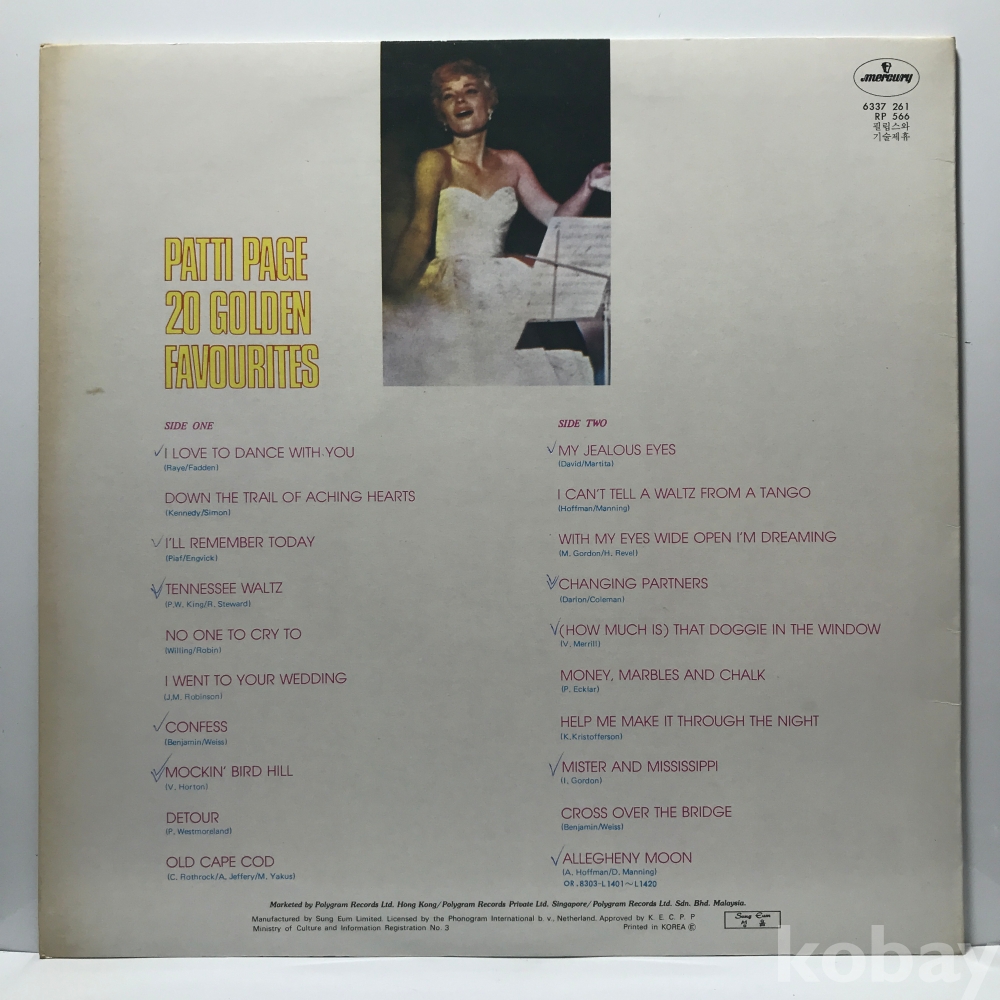 mercury
6337 261
RP 566
필립스와
기술제휴
PATTI PAGE
20 GOLDEN
FAVOURITES
SIDE ONE
I LOVE TO DANCE WITH YOU
(Raye/Fadden)
DOWN THE TRAIL OF ACHING HEARTS
(Kennedy/Simon)
I'LL REMEMBER TODAY
(Piaf/Engvick)
TENNESSEE WALTZ
(P.W. King/R. Steward)
NO ONE TO CRY TO
(Willing/Robin)
I WENT TO YOUR WEDDING
(J.M. Robinson)
CONFESS
(Benjamin/Weiss)
MOCKIN' BIRD HILL
(V. Horton)
DETOUR
(P. Westmoreland)
OLD CAPE COD
(C. Rothrock/A. Jeffery/M. Yakus)
SIDE TWO
MY JEALOUS EYES
(David/Martita)
I CAN'T TELL A WALTZ FROM A TANGO
(Hoffman/Manning)
WITH MY EYES WIDE OPEN I'M DREAMING
(M. Gordon/H. Revel)
CHANGING PARTNERS
(Darion/Coleman)
(HOW MUCH IS) THAT DOGGIE IN THE WINDOW
(V. Merrill)
MONEY, MARBLES AND CHALK
(P. Ecklar)
HELP ME MAKE IT THROUGH THE NIGHT
(K.Kristofferson)
MISTER AND MISSISSIPPI
(I. Gordon)
CROSS OVER THE BRIDGE
(Benjamin/Weiss)
ALLEGHENY MOON
(A. Hoffman/D. Manning)
OR.8303-L1401~L1420
Marketed by Polygram Records Ltd. Hong Kong/Polygram Records Private Ltd. Singapore/Polygram Records Ltd. Sdn. Bhd. Malaysia.
Manufactured by Sung Eum Limited. Licensed by the Phonogram International b. v., Netherland. Approved by K. E. C. P. P
Ministry of Culture and Information Registration No. 3
Printed in KOREA Ⓔ
Sung Eum
성음
kobay